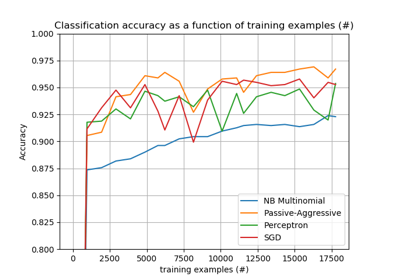 Classification accuracy as a function of training examples (#)
1.000
0.975
0.950
0.925
0.900
0.875
0.850
0.825
0.800
Accuracy
NB Multinomial
Passive-Aggressive
Perceptron
SGD
0 2500 5000 7500 10000 12500 15000 17500
training examples (#)